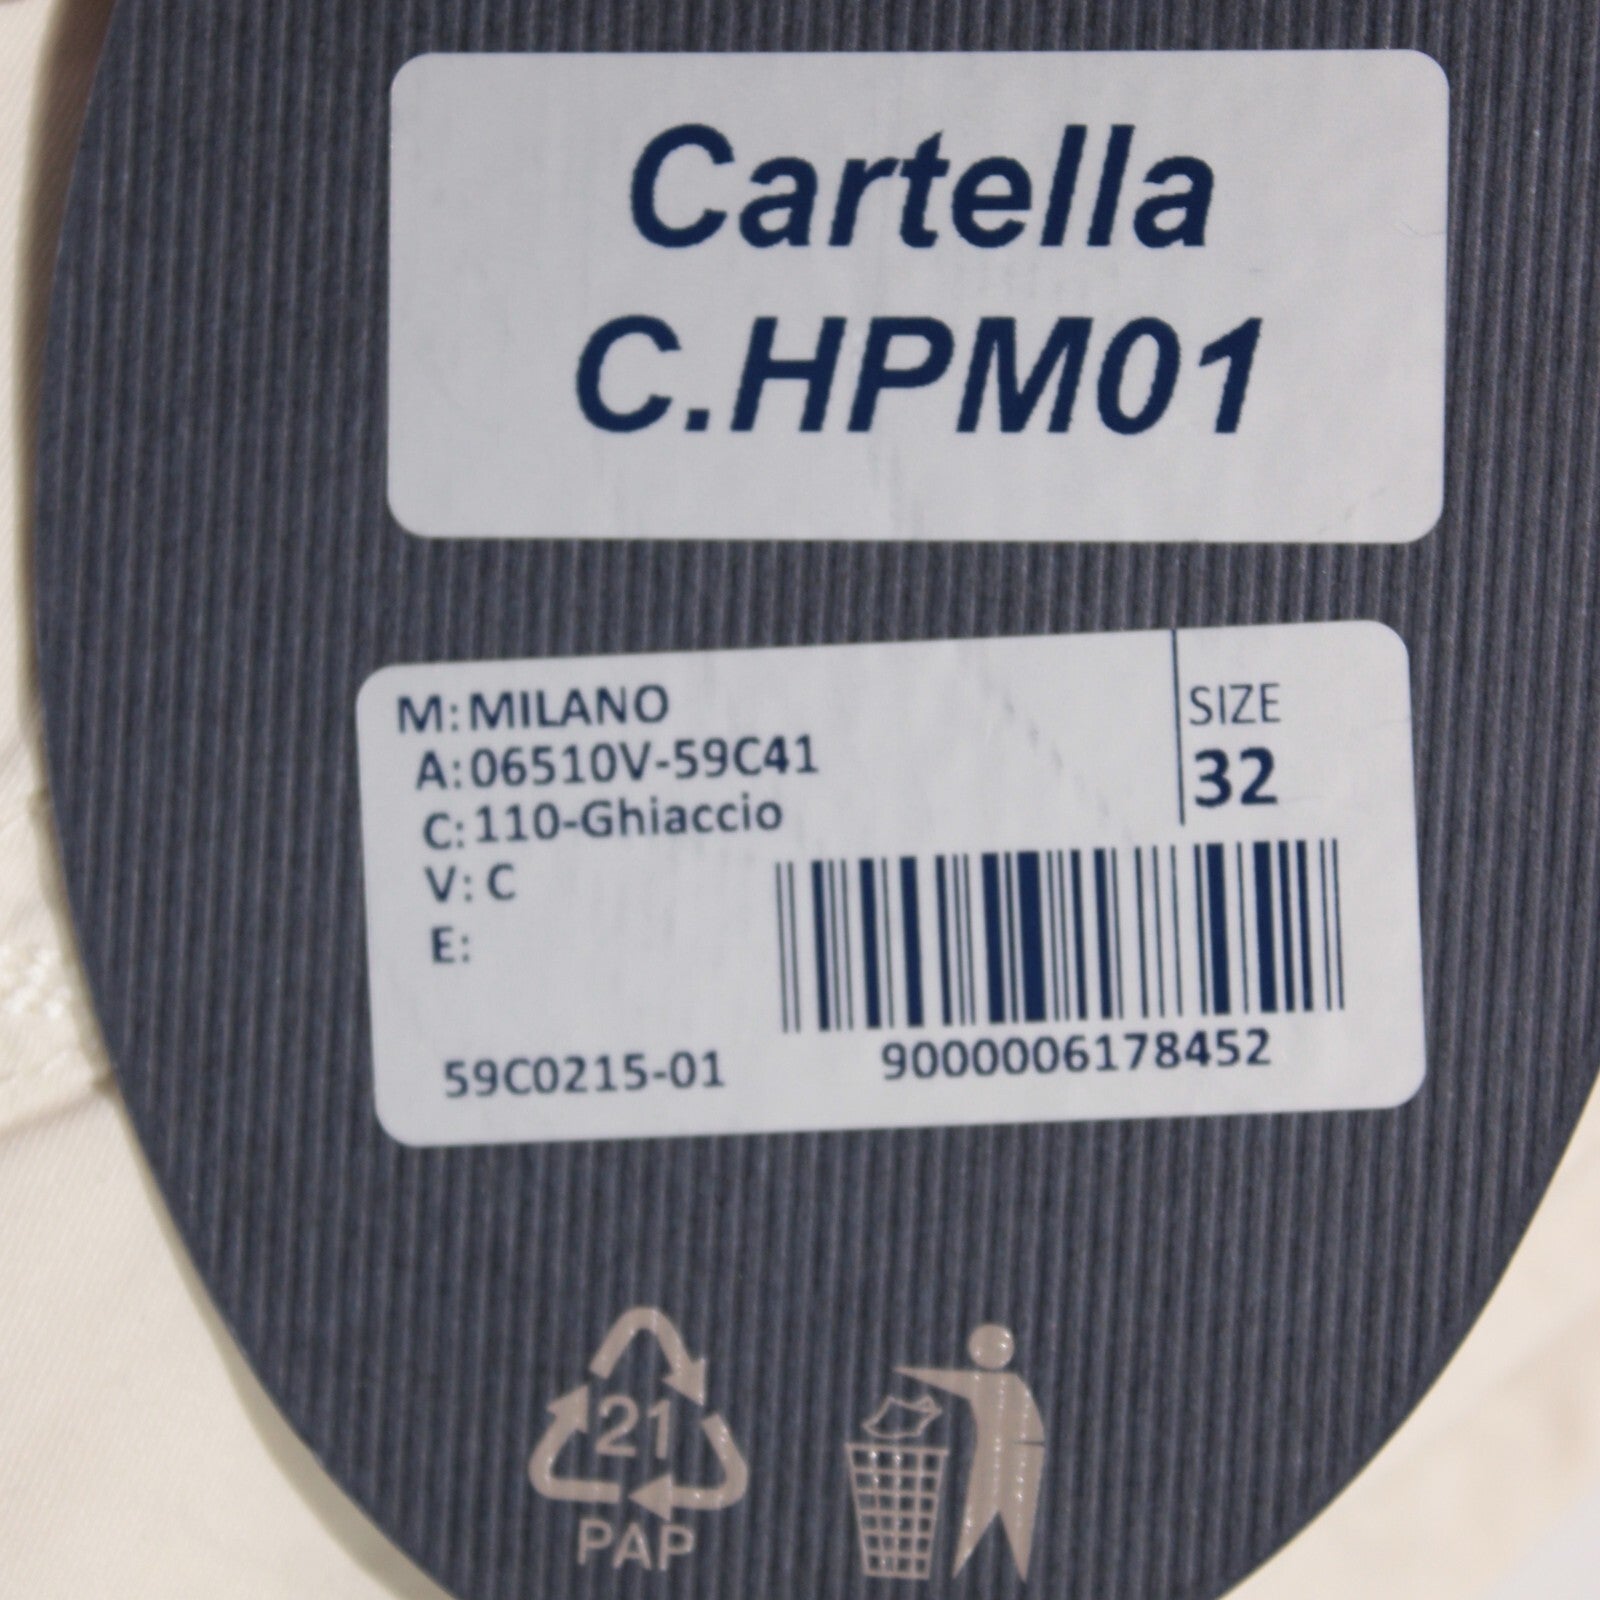 Cartella
C.HPM01
M: MILANO
A: 06510V-59C41
C: 110-Ghiaccio
V: C
E:
SIZE
32
59C0215-01
9000006178452
21
PAP